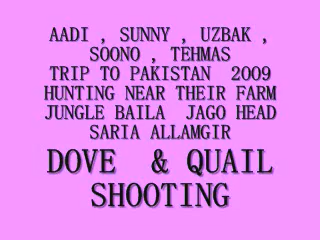 AADI , SUNNY , UZBAK ,
SOONO , TEHMAS
TRIP TO PAKISTAN 2009
HUNTING NEAR THEIR FARM
JUNGLE BAILA JAGO HEAD
SARIA ALLAMGIR
DOVE & QUAIL
SHOOTING